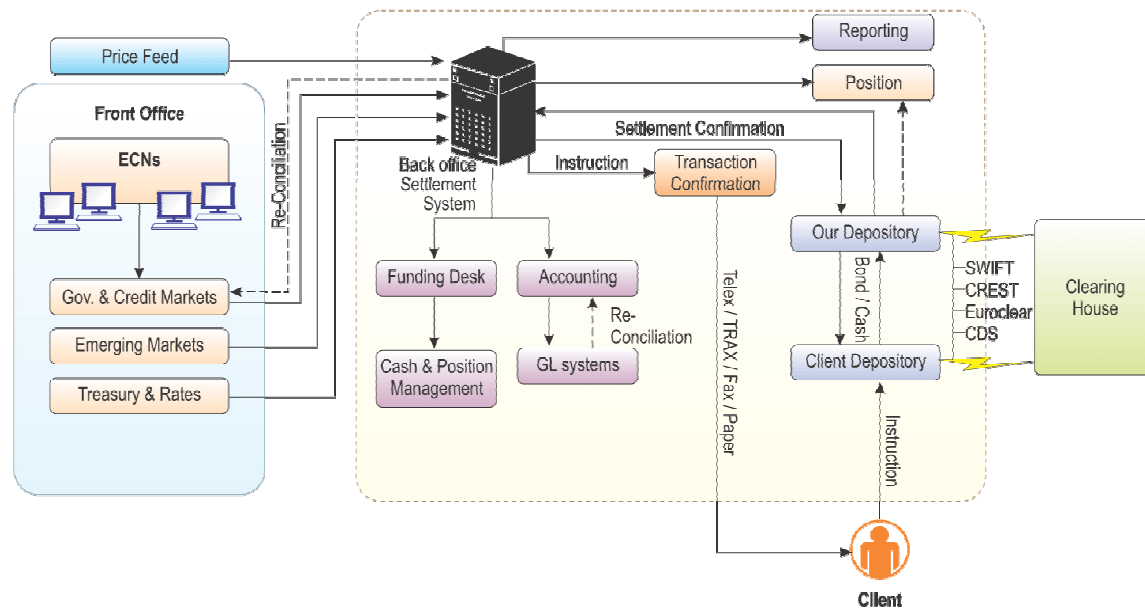 Price Feed
Front Office
ECNs
Gov. & Credit Markets
Emerging Markets
Treasury & Rates
Re-Conciliation
Back office
Settlement
System
Reporting
Position
Settlement Confirmation
Instruction
Transaction
Confirmation
Funding Desk
Accounting
Re-
Conciliation
Cash & Position
Management
GL systems
Telex / TRAX / Fax / Paper
Our Depository
Bond / Cash
Client Depository
Instruction
SWIFT
CREST
Euroclear
CDS
Clearing
House
Client